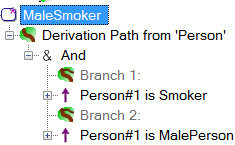 MaleSmoker
Derivation Path from 'Person'
& And
Branch 1:
Person#1 is Smoker
Branch 2:
Person#1 is MalePerson